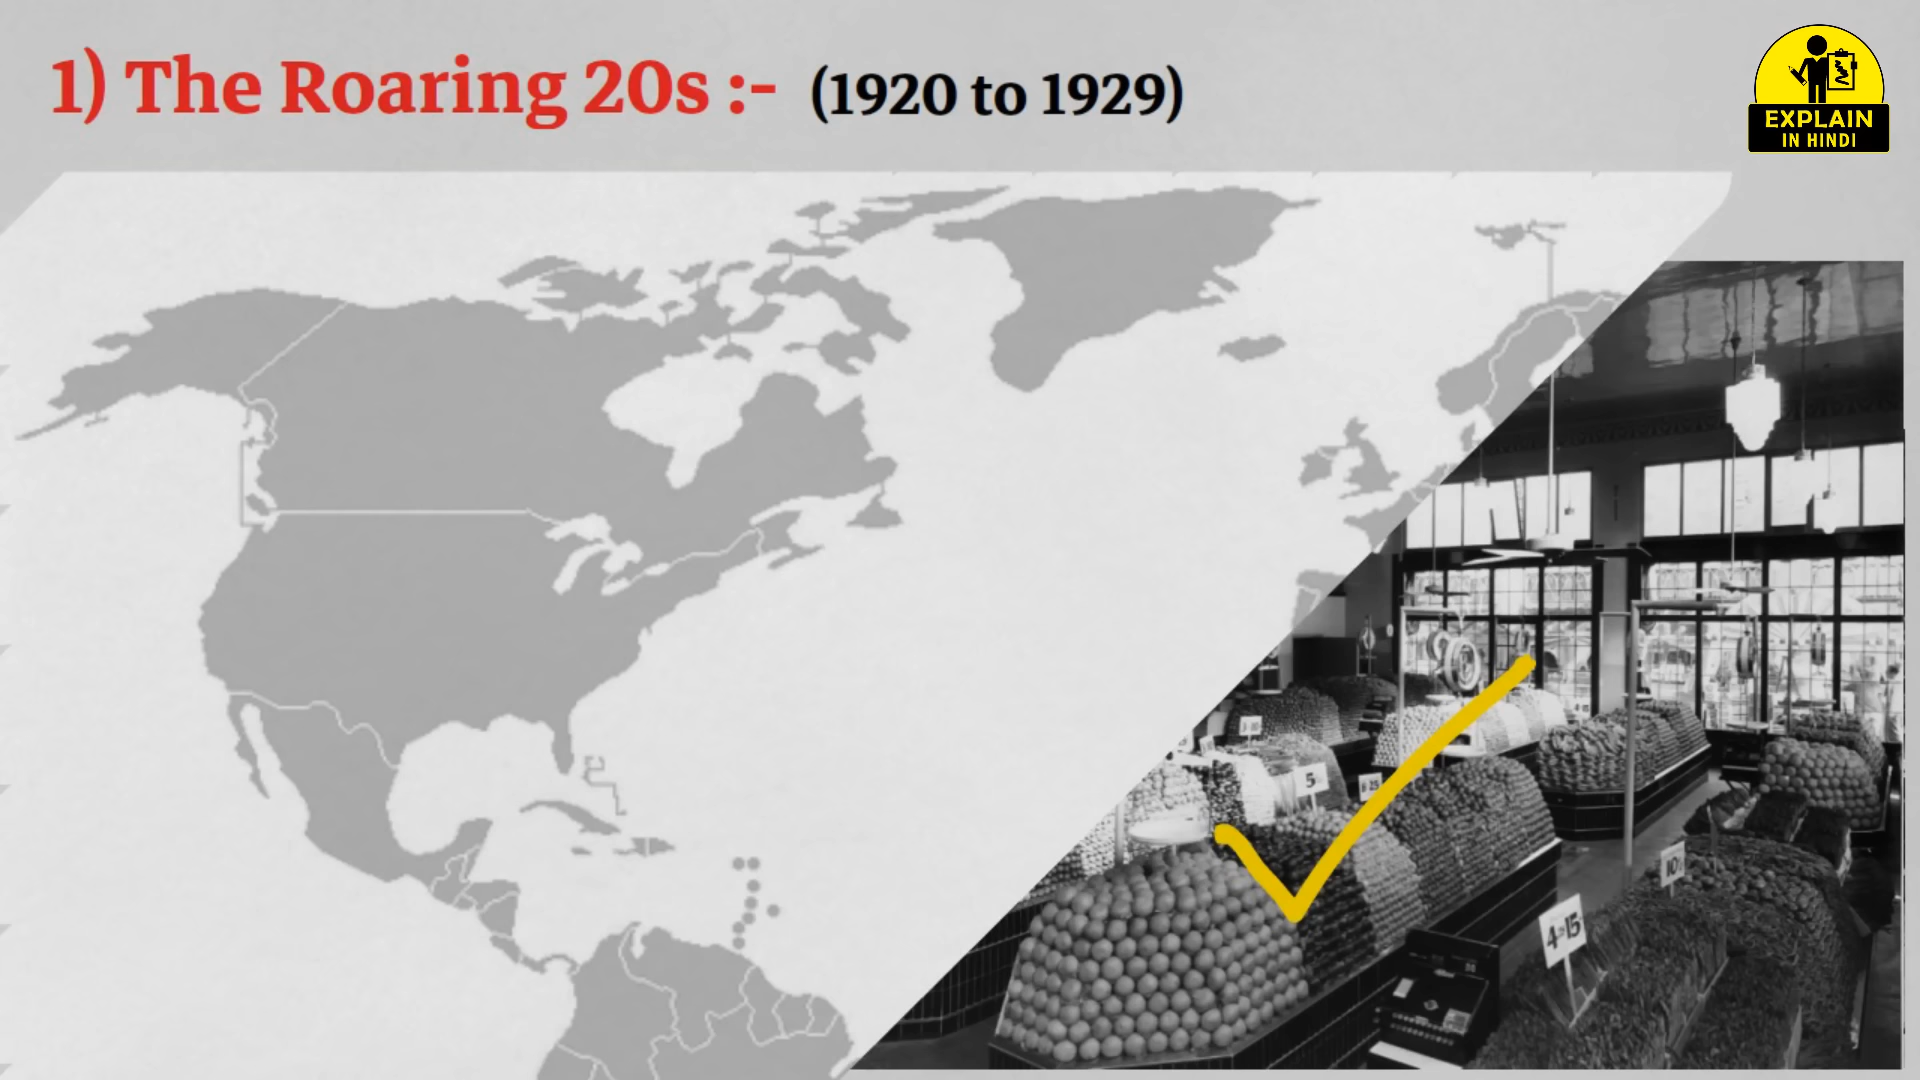 1) The Roaring 20s :- (1920 to 1929)
EXPLAIN
IN HINDI
5
10
4 15